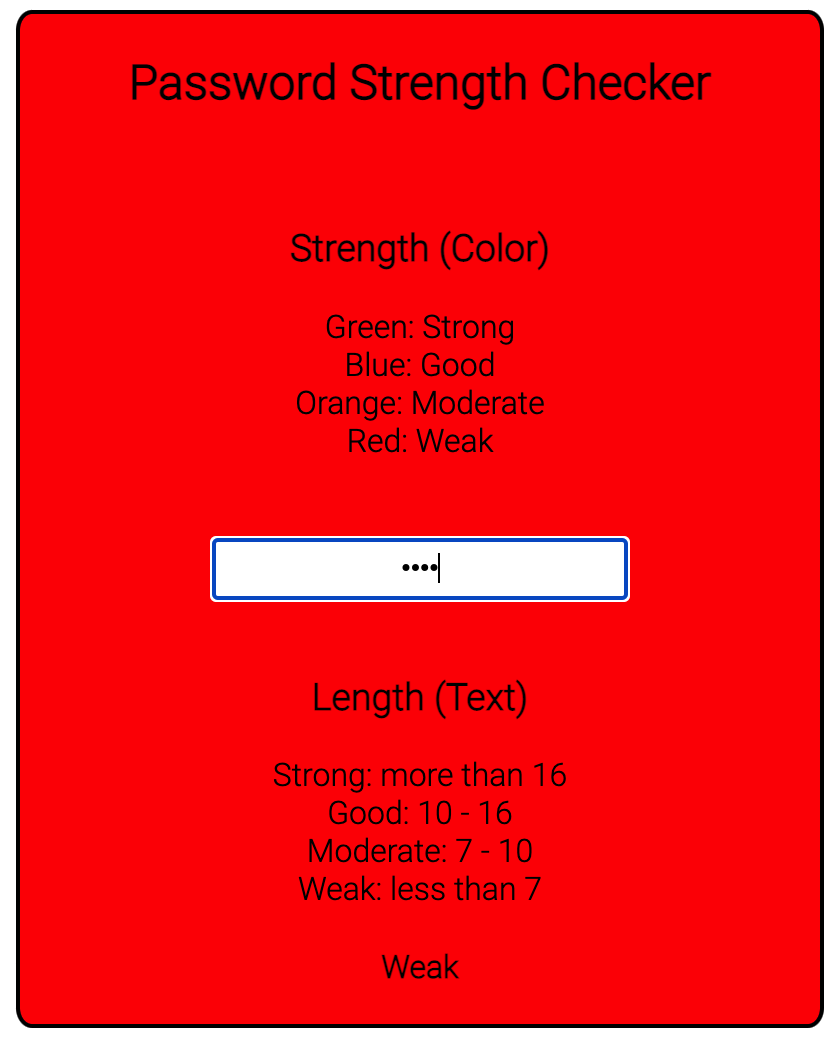 Password Strength Checker
Strength (Color)
Green: Strong
Blue: Good
Orange: Moderate
Red: Weak
••••
Length (Text)
Strong: more than 16
Good: 10 - 16
Moderate: 7 - 10
Weak: less than 7
Weak